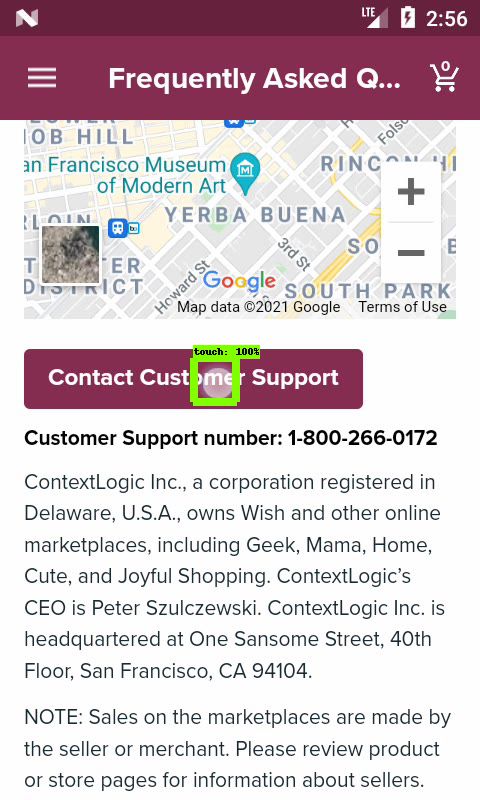 LTE 2:56
Frequently Asked Q... 0
LOWER
NOB HILL
Folso
an Francisco Museum
of Modern Art
RINCON HI
YERBA BUENA
3rd St
SO
Howard St
DISTRICT
Google
SOUTH PARK
Map data ©2021 Google Terms of Use
touch: 100%
Contact Customer Support
Customer Support number: 1-800-266-0172
ContextLogic Inc., a corporation registered in
Delaware, U.S.A., owns Wish and other online
marketplaces, including Geek, Mama, Home,
Cute, and Joyful Shopping. ContextLogic’s
CEO is Peter Szulczewski. ContextLogic Inc. is
headquartered at One Sansome Street, 40th
Floor, San Francisco, CA 94104.
NOTE: Sales on the marketplaces are made by
the seller or merchant. Please review product
or store pages for information about sellers.